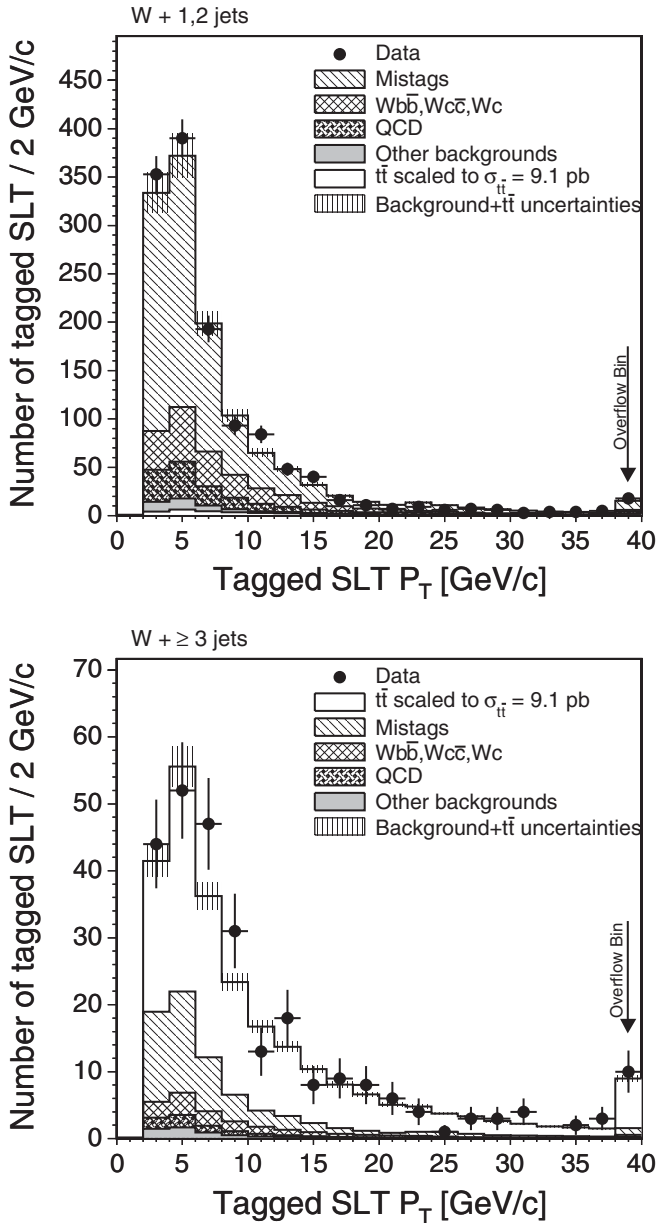 W + 1,2 jets
Number of tagged SLT / 2 GeV/c
450
400
350
300
250
200
150
100
50
0
Data
Mistags
Wbb̅,Wcc̅,Wc
QCD
Other backgrounds
tt̅ scaled to σtt̅ = 9.1 pb
Background+tt̅ uncertainties
Overflow Bin
0 5 10 15 20 25 30 35 40
Tagged SLT PT [GeV/c]
W + ≥ 3 jets
Number of tagged SLT / 2 GeV/c
70
60
50
40
30
20
10
0
Data
tt̅ scaled to σtt̅ = 9.1 pb
Mistags
Wbb̅,Wcc̅,Wc
QCD
Other backgrounds
Background+tt̅ uncertainties
Overflow Bin
0 5 10 15 20 25 30 35 40
Tagged SLT PT [GeV/c]